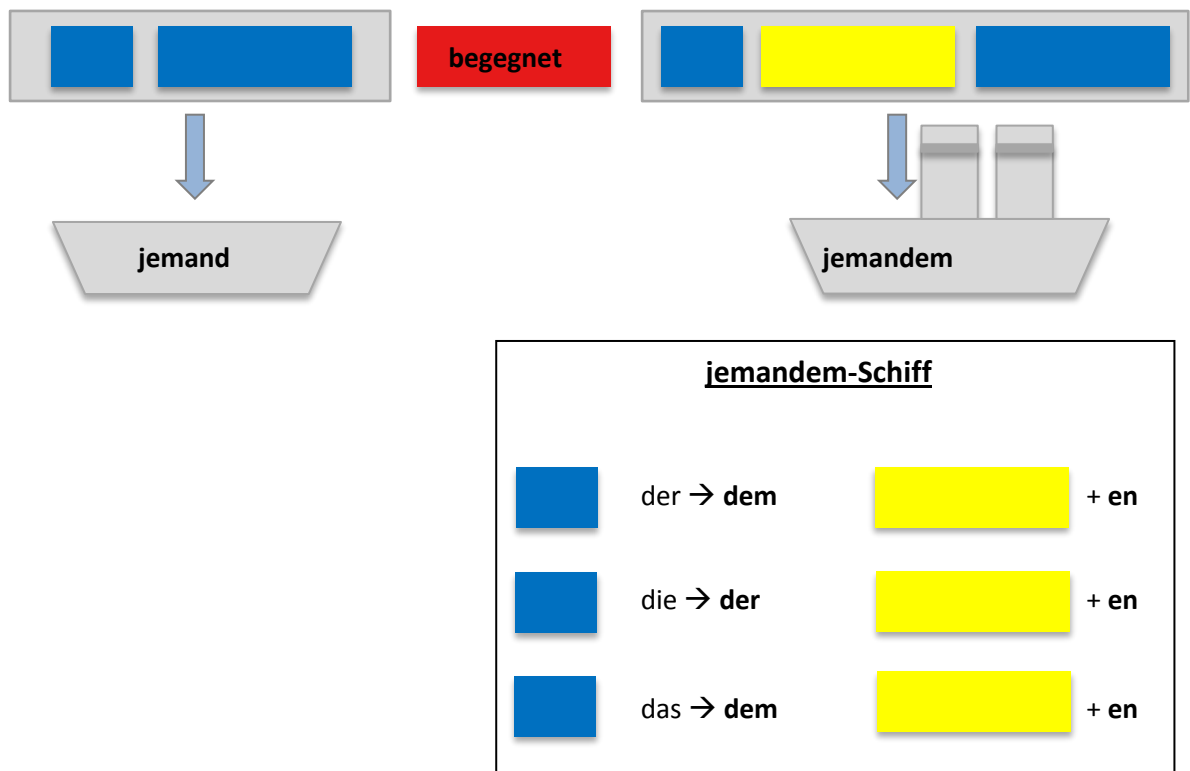 begegnet
jemand
jemandem
jemandem-Schiff
der → dem + en
die → der + en
das → dem + en